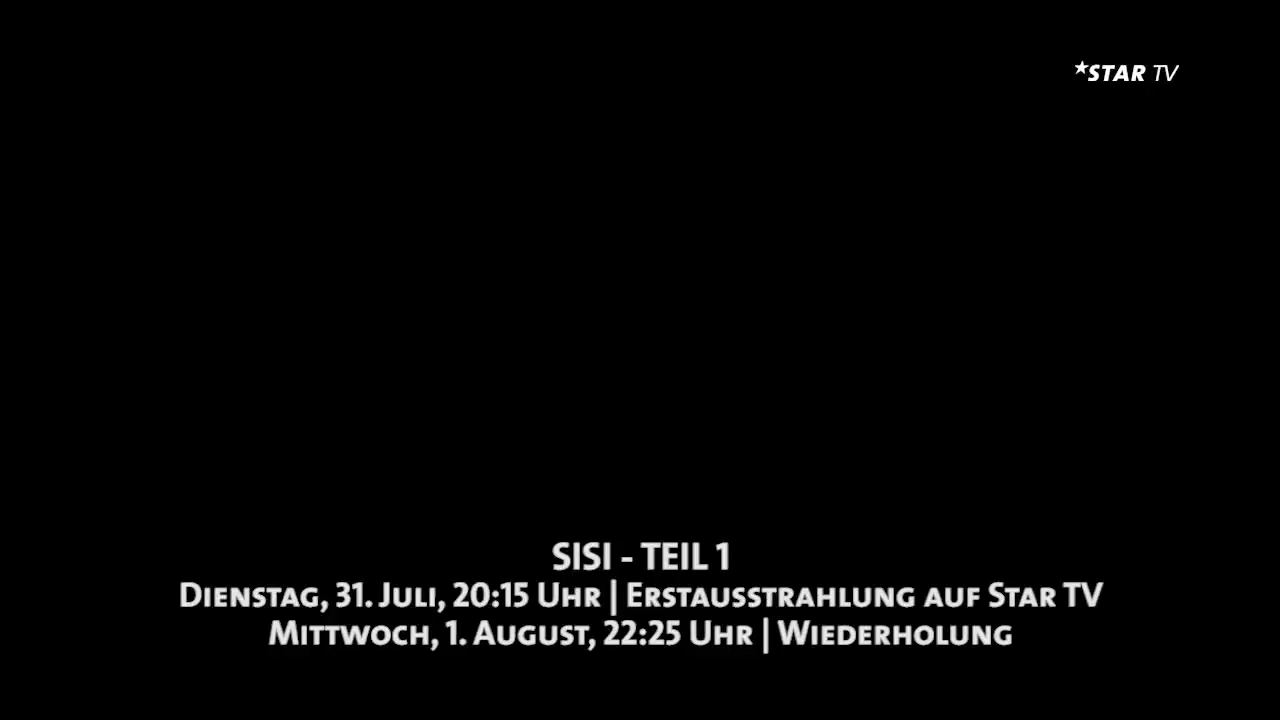 *STAR TV
SISI - TEIL 1
Dienstag, 31. Juli, 20:15 Uhr | Erstausstrahlung auf Star TV
Mittwoch, 1. August, 22:25 Uhr | Wiederholung